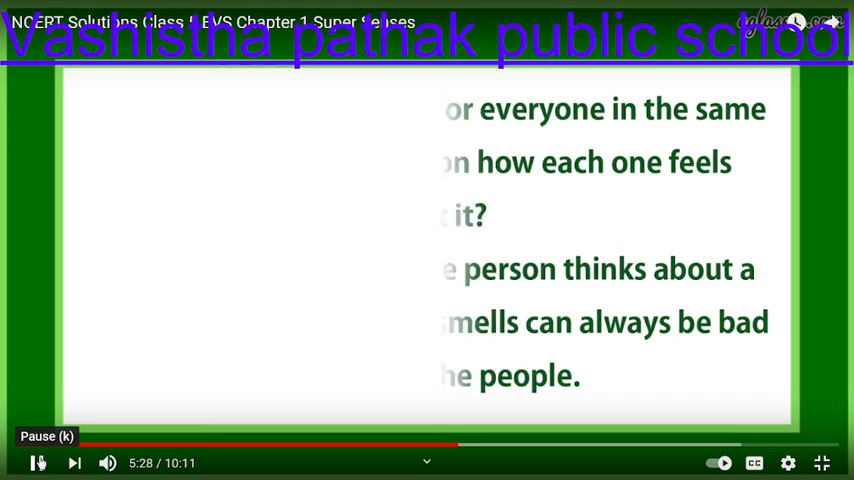 NCERT Solutions Class 5 EVS Chapter 1 Super Senses
Vashistha pathak public school
or everyone in the same
on how each one feels
it?
person thinks about a
smells can always be bad
he people.
Pause (k)
5:28 / 10:11
CC